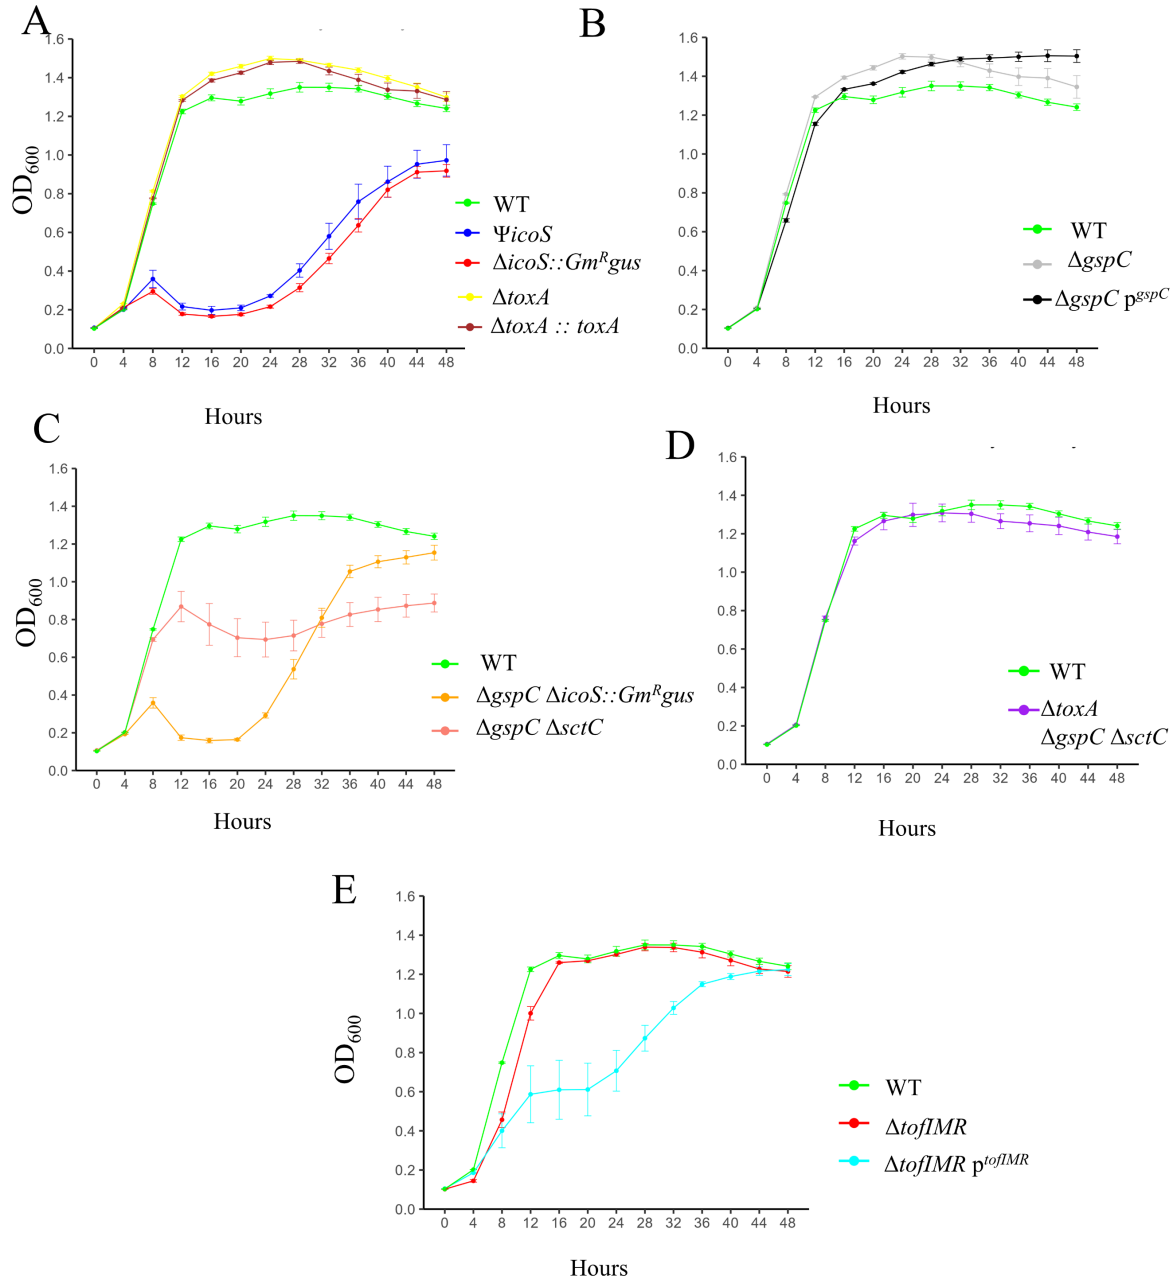 A
1.6
1.4
1.2
1.0
0.8
0.6
0.4
0.2
0.0
OD600
0 4 8 12 16 20 24 28 32 36 40 44 48
Hours
WT
ΨicoS
ΔicoS::GmRgus
ΔtoxA
ΔtoxA :: toxA
B
1.6
1.4
1.2
1.0
0.8
0.6
0.4
0.2
0.0
0 4 8 12 16 20 24 28 32 36 40 44 48
Hours
WT
ΔgspC
ΔgspC pgspC
C
1.6
1.4
1.2
1.0
0.8
0.6
0.4
0.2
0.0
OD600
0 4 8 12 16 20 24 28 32 36 40 44 48
Hours
WT
ΔgspC ΔicoS::GmRgus
ΔgspC ΔsctC
D
1.6
1.4
1.2
1.0
0.8
0.6
0.4
0.2
0.0
0 4 8 12 16 20 24 28 32 36 40 44 48
Hours
WT
ΔtoxA
ΔgspC ΔsctC
E
1.6
1.4
1.2
1.0
0.8
0.6
0.4
0.2
0.0
OD600
0 4 8 12 16 20 24 28 32 36 40 44 48
Hours
WT
ΔtofIMR
ΔtofIMR ptofIMR